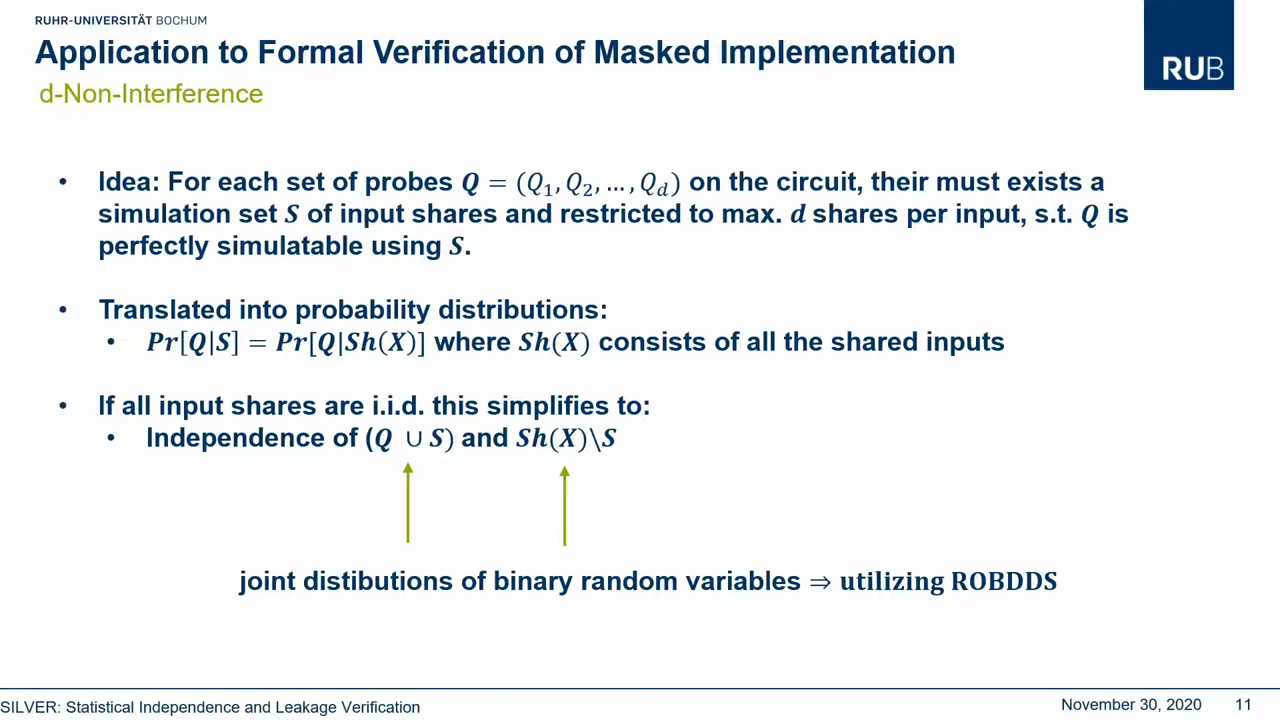 RUHR-UNIVERSITÄT BOCHUM
Application to Formal Verification of Masked Implementation
RUB
d-Non-Interference
• Idea: For each set of probes Q = (Q₁, Q₂, …, Q_d) on the circuit, their must exists a
simulation set S of input shares and restricted to max. d shares per input, s.t. Q is
perfectly simulatable using S.
• Translated into probability distributions:
• Pr[Q|S] = Pr[Q|Sh(X)] where Sh(X) consists of all the shared inputs
• If all input shares are i.i.d. this simplifies to:
• Independence of (Q ∪ S) and Sh(X)\S
joint distibutions of binary random variables ⇒ utilizing ROBDDS
SILVER: Statistical Independence and Leakage Verification
November 30, 2020 11